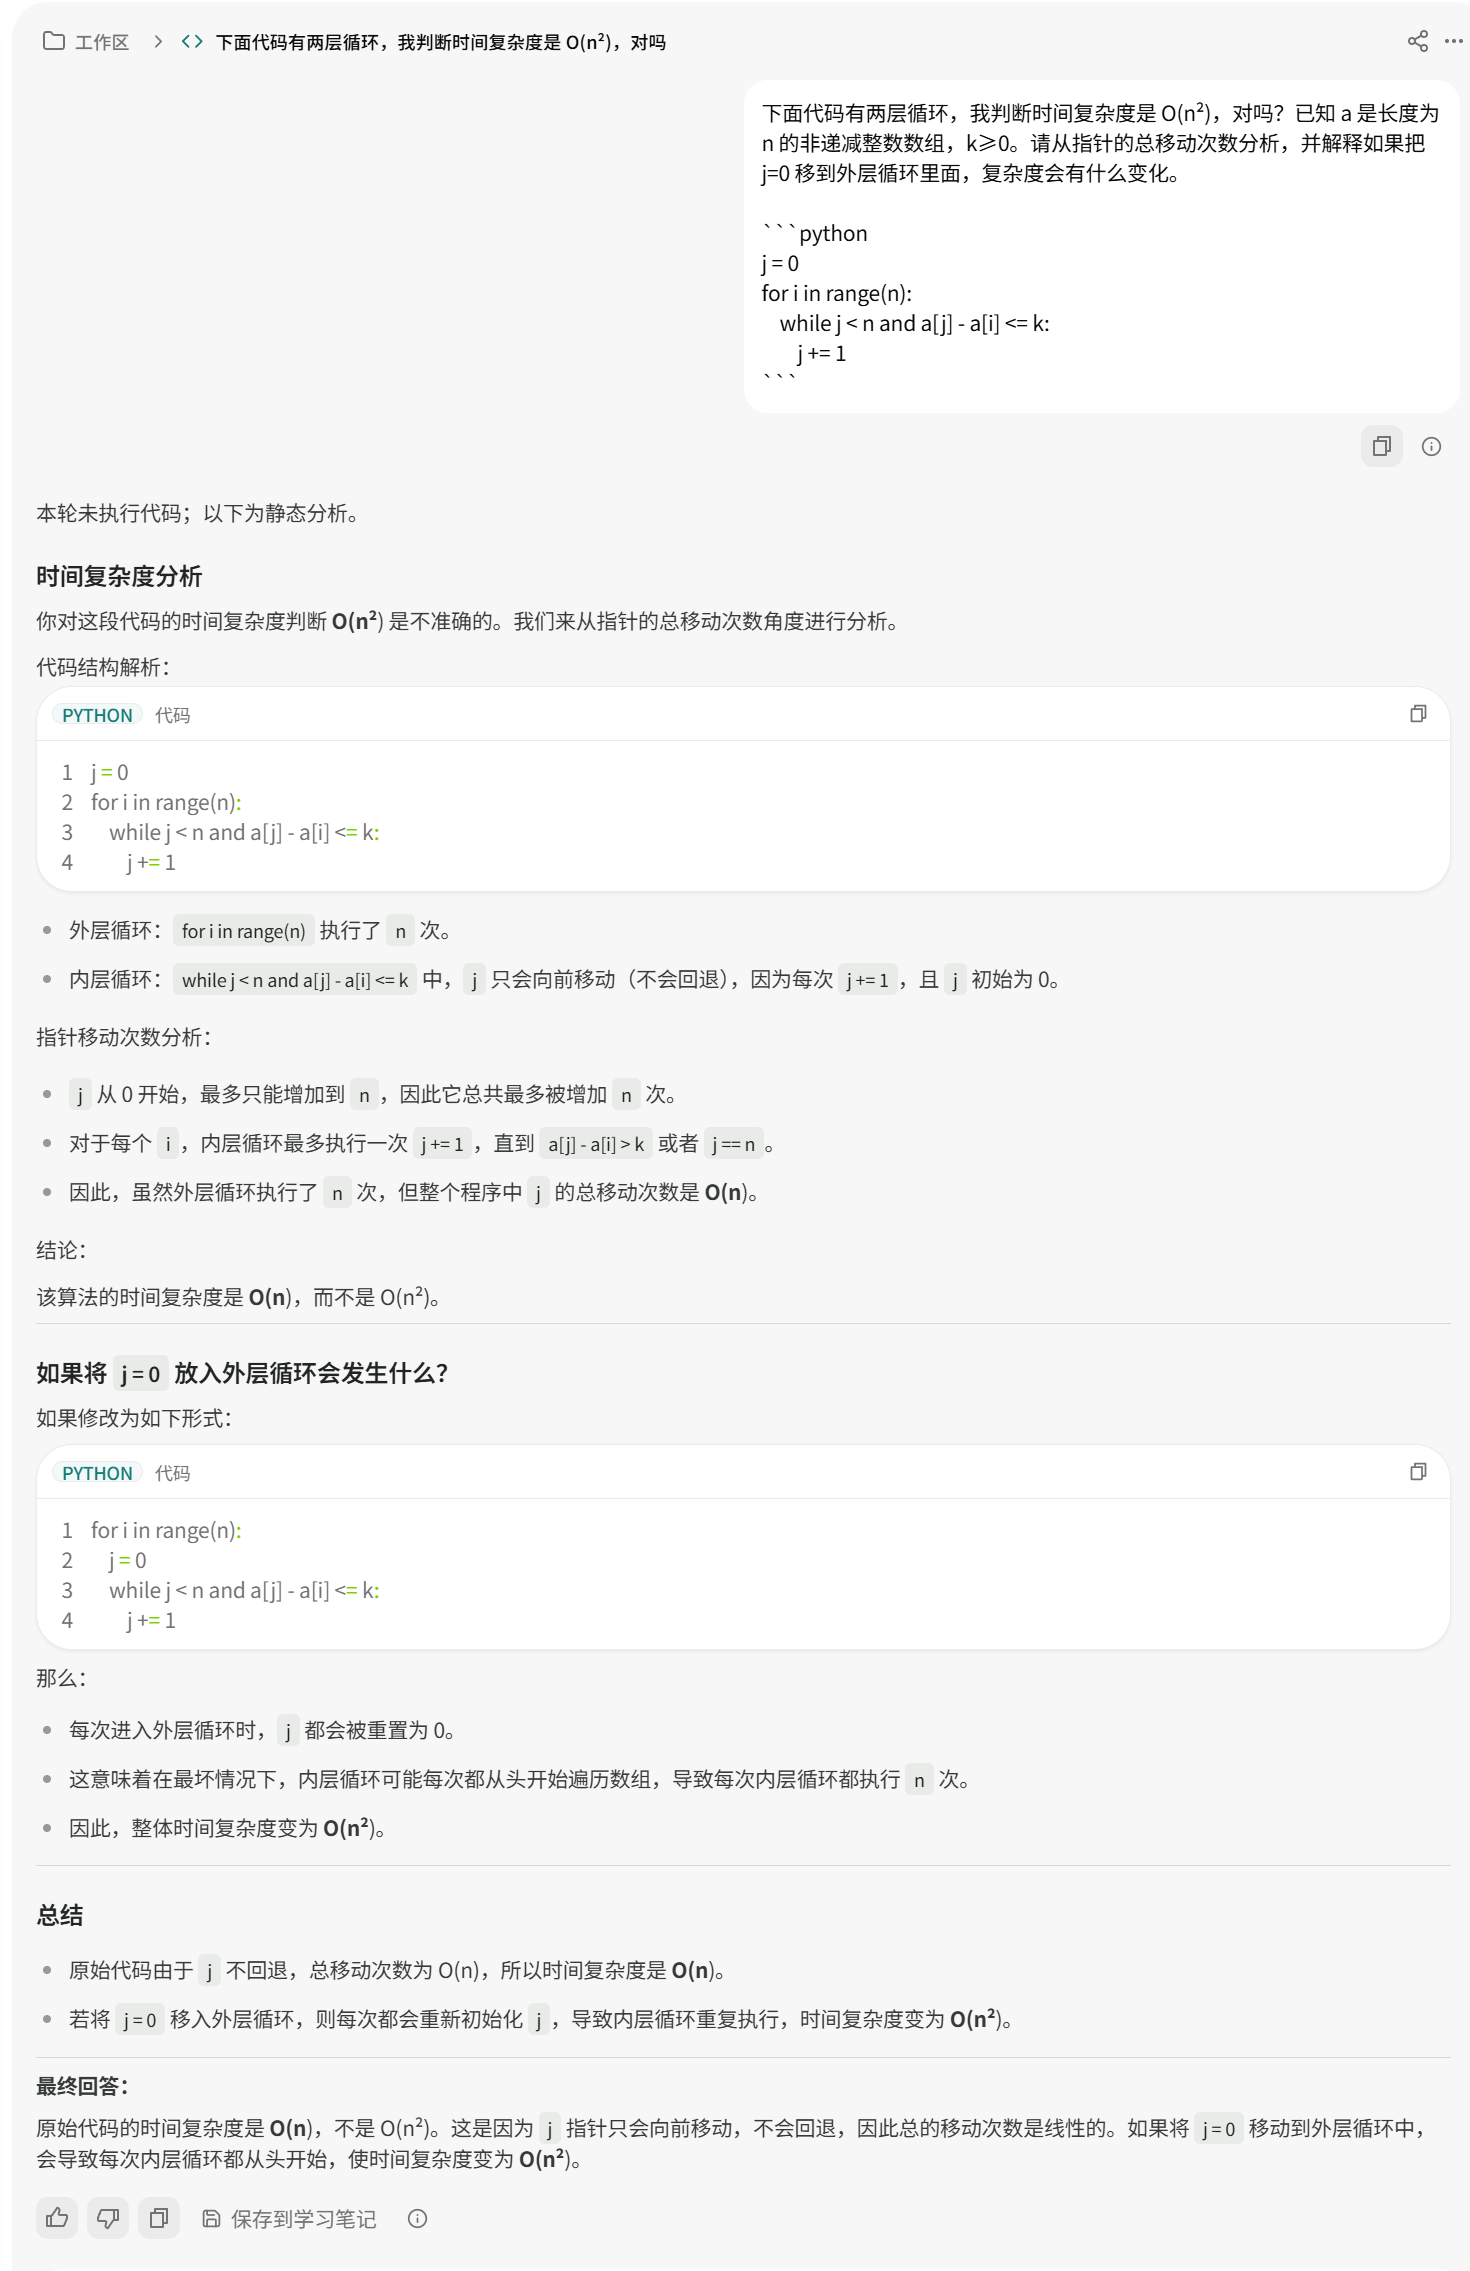 工作区 > <> 下面代码有两层循环，我判断时间复杂度是 O(n²)，对吗
下面代码有两层循环，我判断时间复杂度是 O(n²)，对吗？已知 a 是长度为
n 的非递减整数数组，k≥0。请从指针的总移动次数分析，并解释如果把
j=0 移到外层循环里面，复杂度会有什么变化。
```python
j = 0
for i in range(n):
    while j < n and a[j] - a[i] <= k:
        j += 1
```
本轮未执行代码；以下为静态分析。
时间复杂度分析
你对这段代码的时间复杂度判断 O(n²) 是不准确的。我们来从指针的总移动次数角度进行分析。
代码结构解析：
PYTHON 代码
1 j = 0
2 for i in range(n):
3     while j < n and a[j] - a[i] <= k:
4         j += 1
• 外层循环：for i in range(n) 执行了 n 次。
• 内层循环：while j < n and a[j] - a[i] <= k 中，j 只会向前移动（不会回退），因为每次 j += 1，且 j 初始为 0。
指针移动次数分析：
• j 从 0 开始，最多只能增加到 n，因此它总共最多被增加 n 次。
• 对于每个 i，内层循环最多执行一次 j += 1，直到 a[j] - a[i] > k 或者 j == n。
• 因此，虽然外层循环执行了 n 次，但整个程序中 j 的总移动次数是 O(n)。
结论：
该算法的时间复杂度是 O(n)，而不是 O(n²)。
如果将 j = 0 放入外层循环会发生什么？
如果修改为如下形式：
PYTHON 代码
1 for i in range(n):
2     j = 0
3     while j < n and a[j] - a[i] <= k:
4         j += 1
那么：
• 每次进入外层循环时，j 都会被重置为 0。
• 这意味着在最坏情况下，内层循环可能每次都从头开始遍历数组，导致每次内层循环都执行 n 次。
• 因此，整体时间复杂度变为 O(n²)。
总结
• 原始代码由于 j 不回退，总移动次数为 O(n)，所以时间复杂度是 O(n)。
• 若将 j = 0 移入外层循环，则每次都会重新初始化 j，导致内层循环重复执行，时间复杂度变为 O(n²)。
最终回答：
原始代码的时间复杂度是 O(n)，不是 O(n²)。这是因为 j 指针只会向前移动，不会回退，因此总的移动次数是线性的。如果将 j = 0 移动到外层循环中，
会导致每次内层循环都从头开始，使时间复杂度变为 O(n²)。
保存到学习笔记